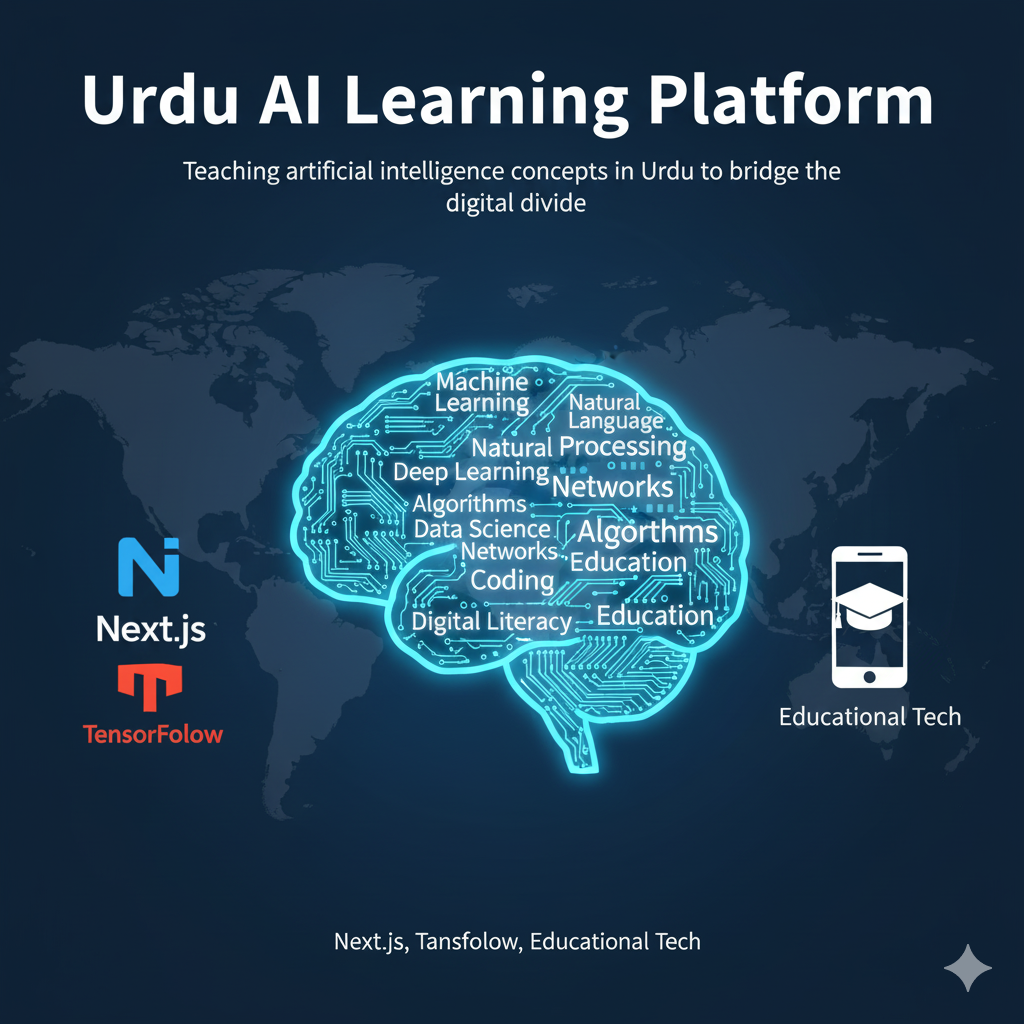 Urdu AI Learning Platform
Teaching artificial intelligence concepts in Urdu to bridge the
digital divide
Machine
Learning
Natural
Language
Natural Processing
Deep Learning
Networks
Algorithms
Data Science
Algorthms
Networks
Education
Coding
Digital Literacy
Education
Next.js
TensorFolow
Educational Tech
Next.js, Tansfolow, Educational Tech